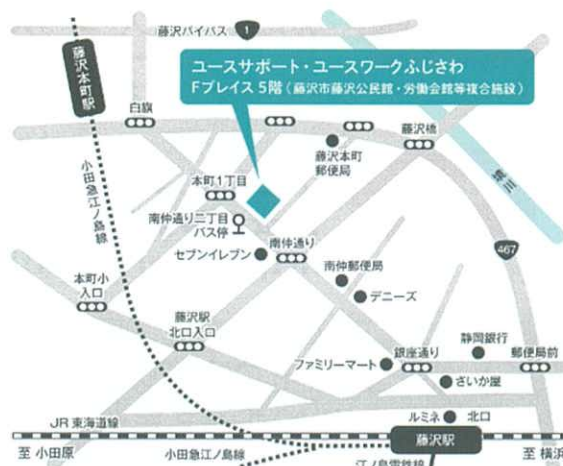 藤沢バイパス
1
藤沢本町駅
ユースサポート・ユースワークふじさわ
Fプレイス 5階(藤沢市藤沢公民館・労働会館等複合施設)
白旗
藤沢橋
藤沢本町
郵便局
境川
小田急江ノ島線
本町1丁目
南仲通り二丁目
バス停
セブンイレブン
南仲通り
467
南仲郵便局
デニーズ
本町小
入口
藤沢駅
北口入口
静岡銀行
ファミリーマート
銀座通り
郵便局前
さいか屋
ルミネ
北口
JR 東海道線
藤沢駅
至 小田原
小田急江ノ島線
江ノ島電鉄線
至 横浜